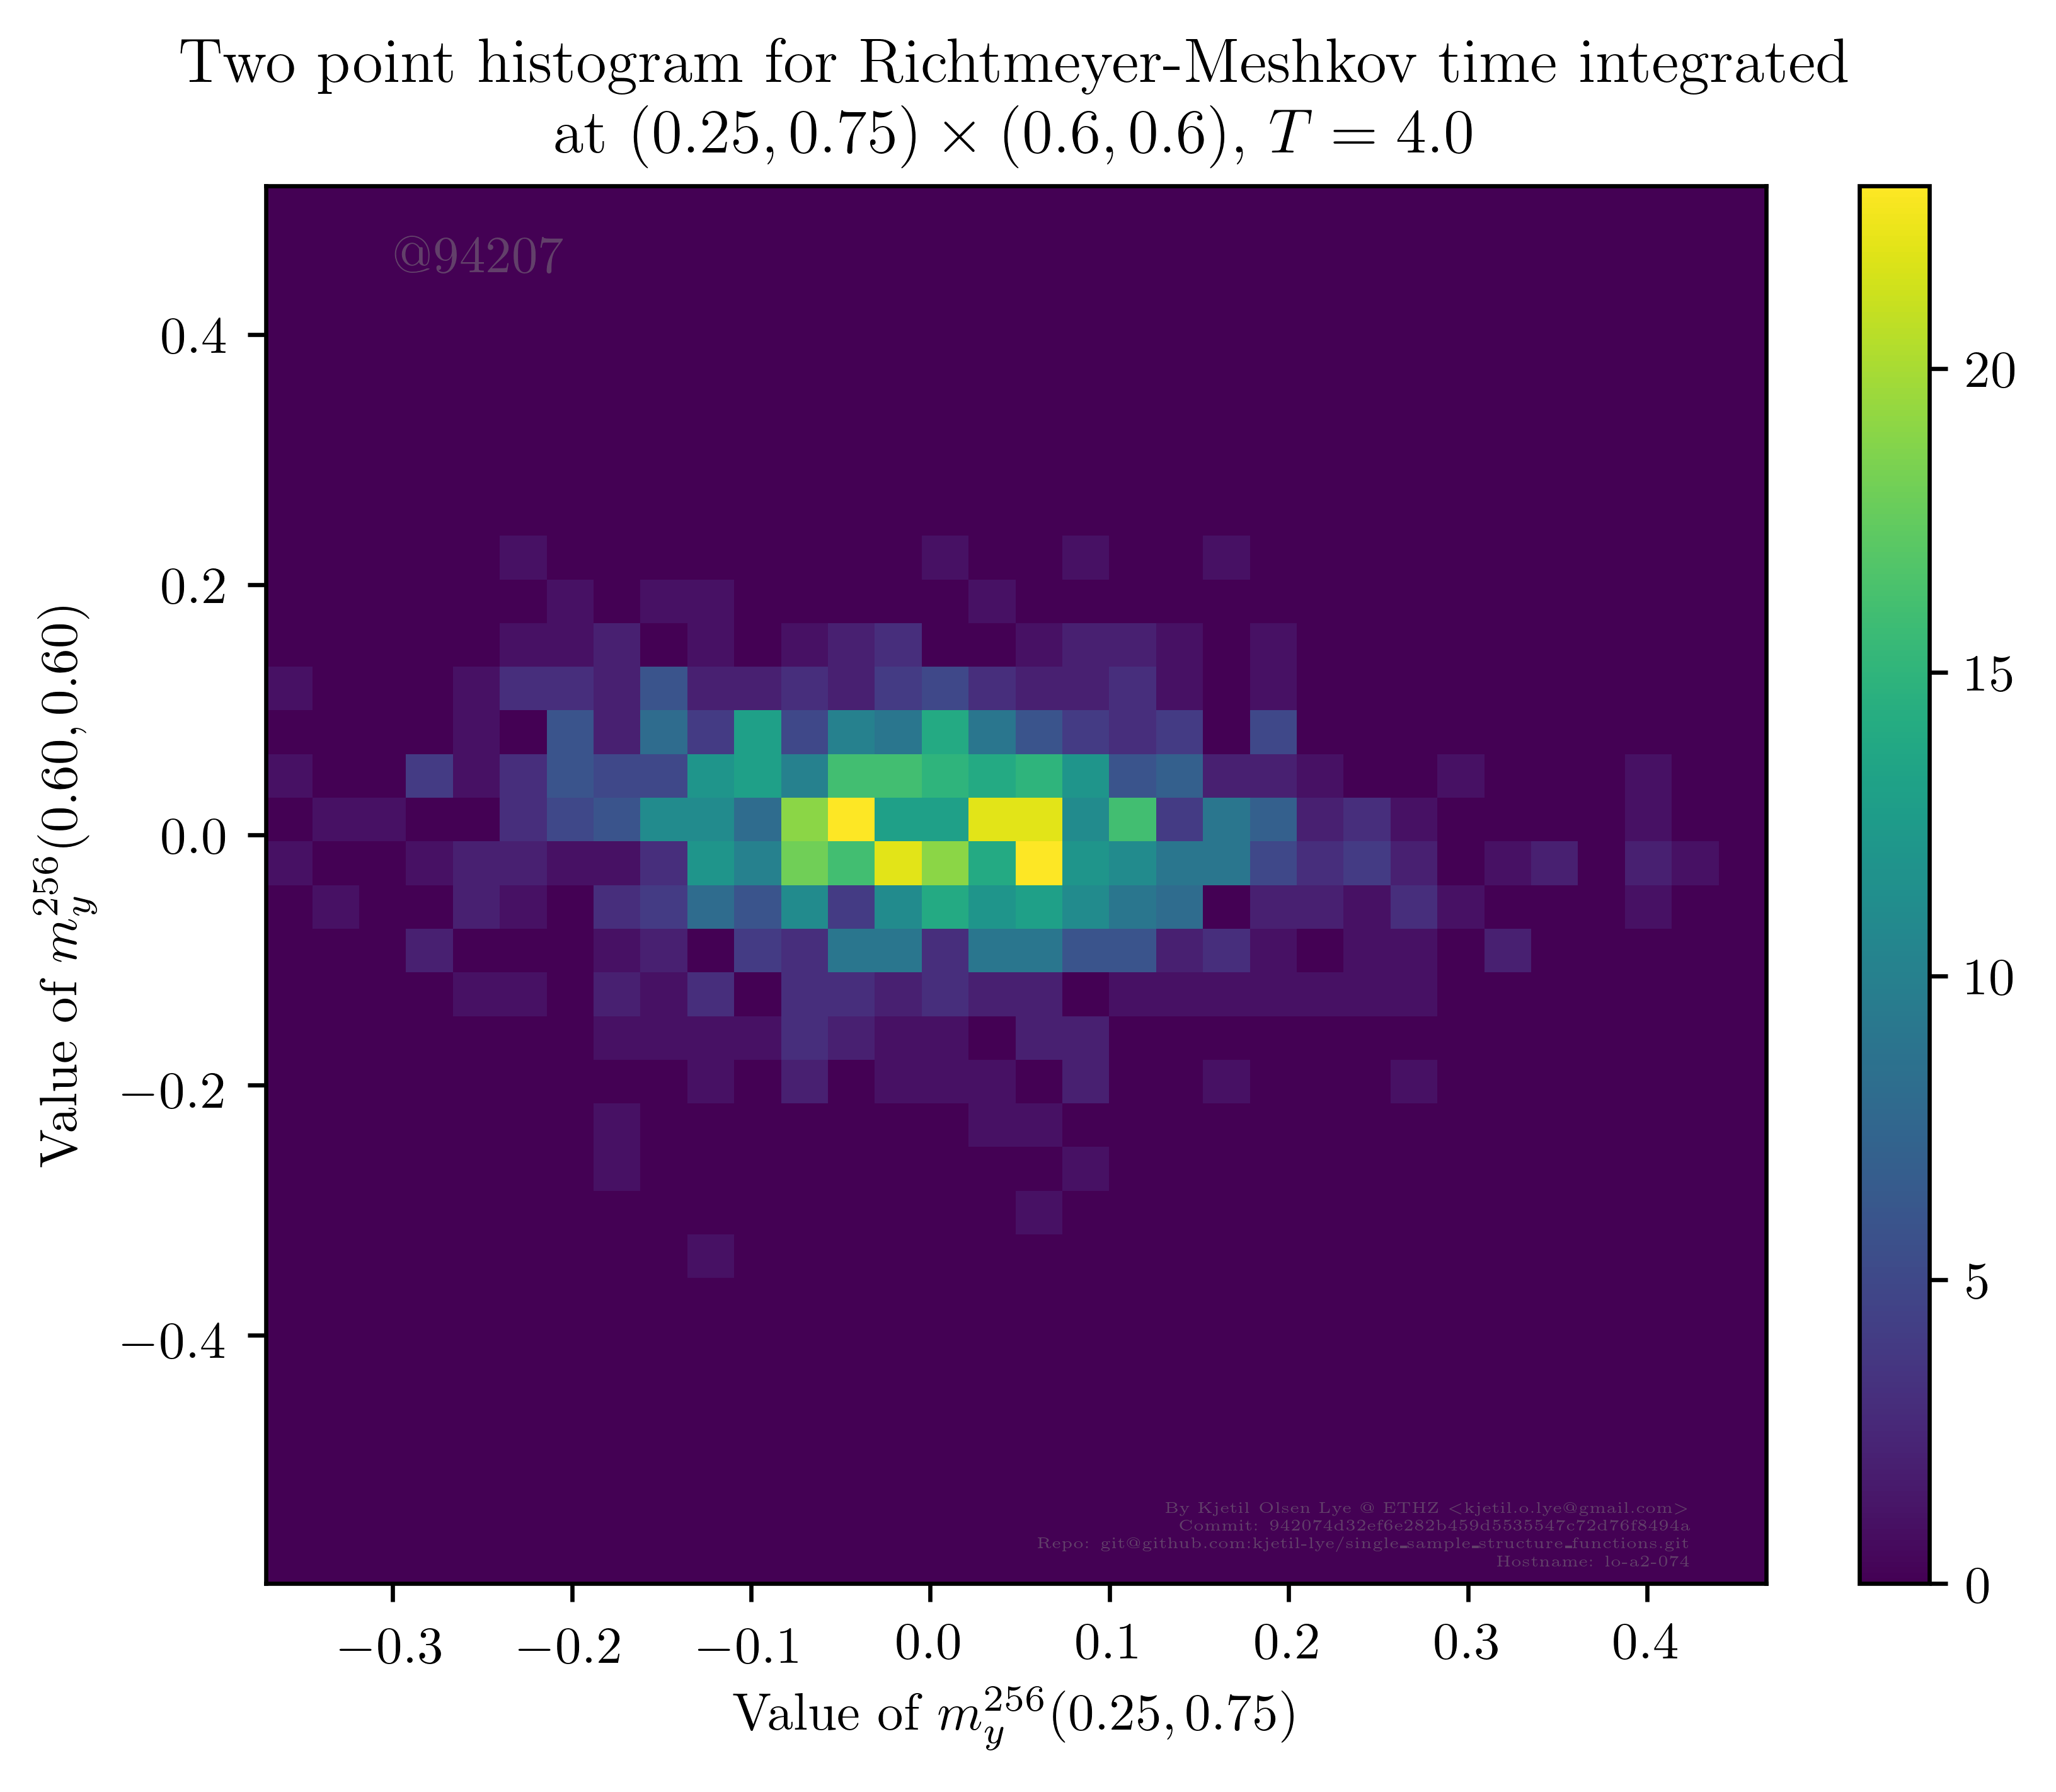 Two point histogram for Richtmeyer-Meshkov time integrated
at (0.25, 0.75) × (0.6, 0.6), T = 4.0
@94207
0.4
0.2
0.0
−0.2
−0.4
Value of m_y^256(0.60, 0.60)
20
15
10
5
0
By Kjetil Olsen Lye @ ETHZ <kjetil.o.lye@gmail.com>
Commit: 942074d32ef6e282b459d5535547c72d76f8494a
Repo: git@github.com:kjetil-lye/single_sample_structure_functions.git
Hostname: lo-a2-074
−0.3 −0.2 −0.1 0.0 0.1 0.2 0.3 0.4
Value of m_y^256(0.25, 0.75)